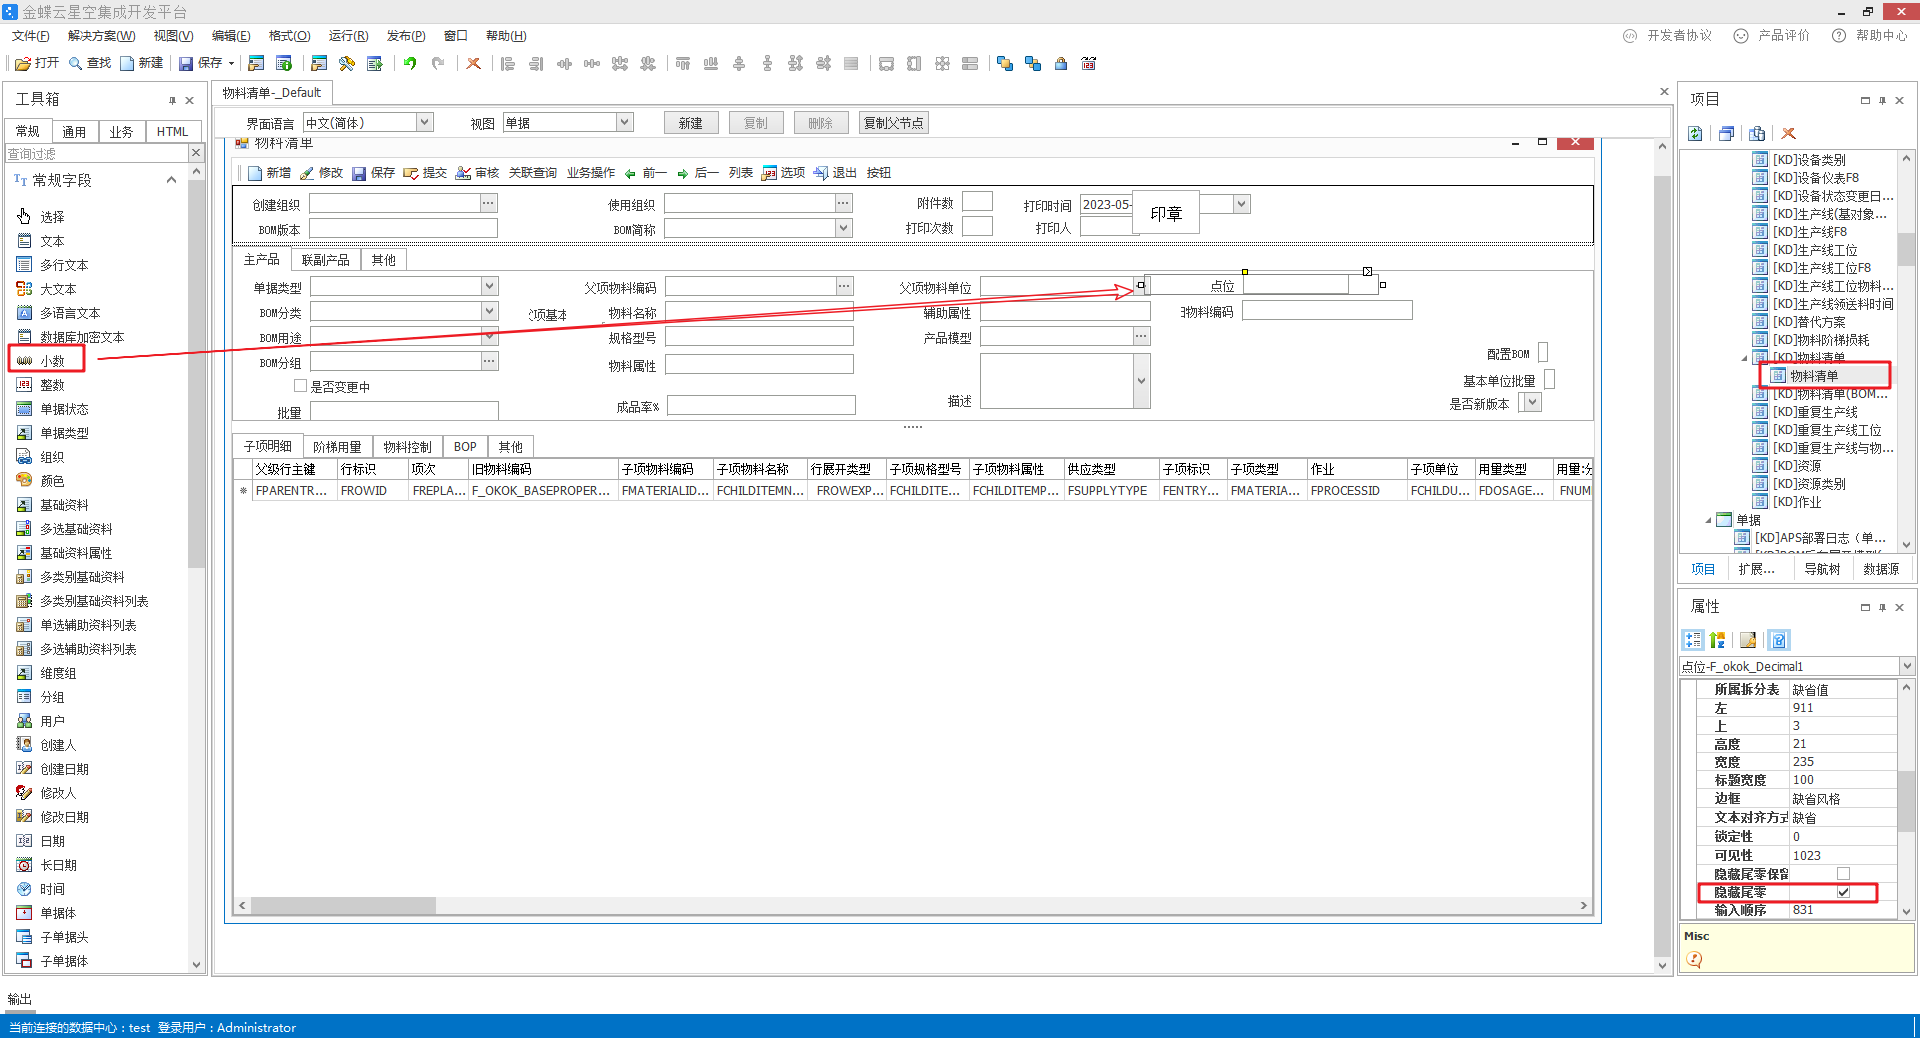 金蝶云星空集成开发平台
文件(F) 解决方案(W) 视图(V) 编辑(E) 格式(O) 运行(R) 发布(P) 窗口 帮助(H)
开发者协议 产品评价 帮助中心
打开 查找 新建 保存
工具箱
常规 通用 业务 HTML
查询过滤
常规字段
选择
文本
多行文本
大文本
多语言文本
数据库加密文本
小数
整数
单据状态
单据类型
组织
颜色
基础资料
多选基础资料
基础资料属性
多类别基础资料
多类别基础资料列表
单选辅助资料列表
多选辅助资料列表
维度组
分组
用户
创建人
创建日期
修改人
修改日期
日期
长日期
时间
单据体
子单据头
子单据体
物料清单-_Default
界面语言 中文(简体) 视图 单据 新建 复制 删除 复制父节点
物料清单
新增 修改 保存 提交 审核 关联查询 业务操作 前一 后一 列表 选项 退出 按钮
创建组织 使用组织 附件数 打印时间 2023-05- 印章
BOM版本 BOM简称 打印次数 打印人
主产品 联副产品 其他
单据类型 父项物料编码 父项物料单位 点位
BOM分类 项基本 物料名称 辅助属性 物料编码
BOM用途 规格型号 产品模型
BOM分组 物料属性 配置BOM
是否变更中 基本单位批量
批量 成品率% 描述 是否新版本
子项明细 阶梯用量 物料控制 BOP 其他
父级行主键 行标识 项次 旧物料编码 子项物料编码 子项物料名称 行展开类型 子项规格型号 子项物料属性 供应类型 子项标识 子项类型 作业 子项单位 用量类型 用量:分
FPARENTR... FROWID FREPLA... F_OKOK_BASEPROPER... FMATERIALID... FCHILDITEMN... FROWEXP... FCHILDITE... FCHILDITEMP... FSUPPLYTYPE FENTRY... FMATERIA... FPROCESSID FCHILDU... FDOSAGE... FNUM
项目
[KD]设备类别
[KD]设备仪表F8
[KD]设备状态变更日...
[KD]生产线(基对象...
[KD]生产线F8
[KD]生产线工位
[KD]生产线工位F8
[KD]生产线工位物料...
[KD]生产线领送料时间
[KD]替代方案
[KD]物料阶梯损耗
[KD]物料清单
物料清单
[KD]物料清单(BOM...
[KD]重复生产线
[KD]重复生产线工位
[KD]重复生产线与物...
[KD]资源
[KD]资源类别
[KD]作业
单据
[KD]APS部署日志（单...
项目 扩展... 导航树 数据源
属性
点位-F_okok_Decimal1
所属拆分表 缺省值
左 911
上 3
高度 21
宽度 235
标题宽度 100
边框 缺省风格
文本对齐方式 缺省
锁定性 0
可见性 1023
隐藏尾零保留
隐藏尾零
输入顺序 831
Misc
输出
当前连接的数据中心：test 登录用户：Administrator